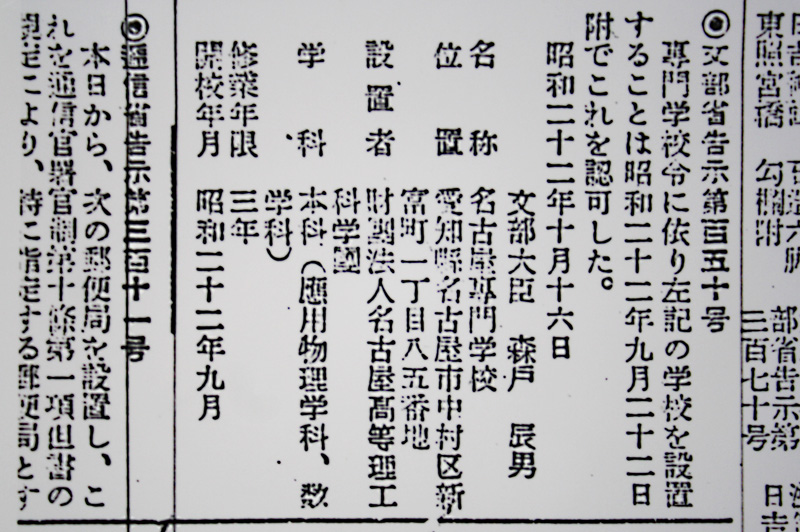 東照宮橋 勾欄附
部省告示第
三百七十号
◉文部省告示第百五十号
専門学校令に依り左記の学校を設置
することは昭和二十二年九月二十二日
附でこれを認可した。
昭和二十二年十月十六日
文部大臣 森戸 辰男
名称 名古屋専門学校
位置 愛知縣名古屋市中村区新
富町一丁目八五番地
設置者 財團法人名古屋高等理工
科学園
学科 本科(應用物理学科、数
学科)
修業年限 三年
開校年月 昭和二十二年九月
◉逓信省告示第三百十一号
本日から、次の郵便局を設置し、こ
れを逓信官署官制第十條第一項但書の
規定により、特に指定する郵便局とす